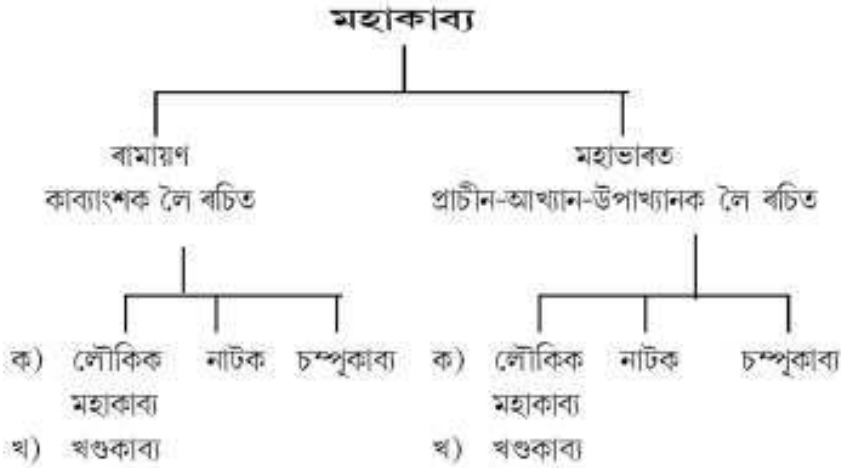 মহাকাব্য
ৰামায়ণ মহাভাৰত
কাব্যাংশক লৈ ৰচিত প্ৰাচীন-আখ্যান-উপাখ্যানক লৈ ৰচিত
ক) লৌকিক নাটক চম্পূকাব্য ক) লৌকিক নাটক চম্পূকাব্য
মহাকাব্য মহাকাব্য
খ) খণ্ডকাব্য খ) খণ্ডকাব্য